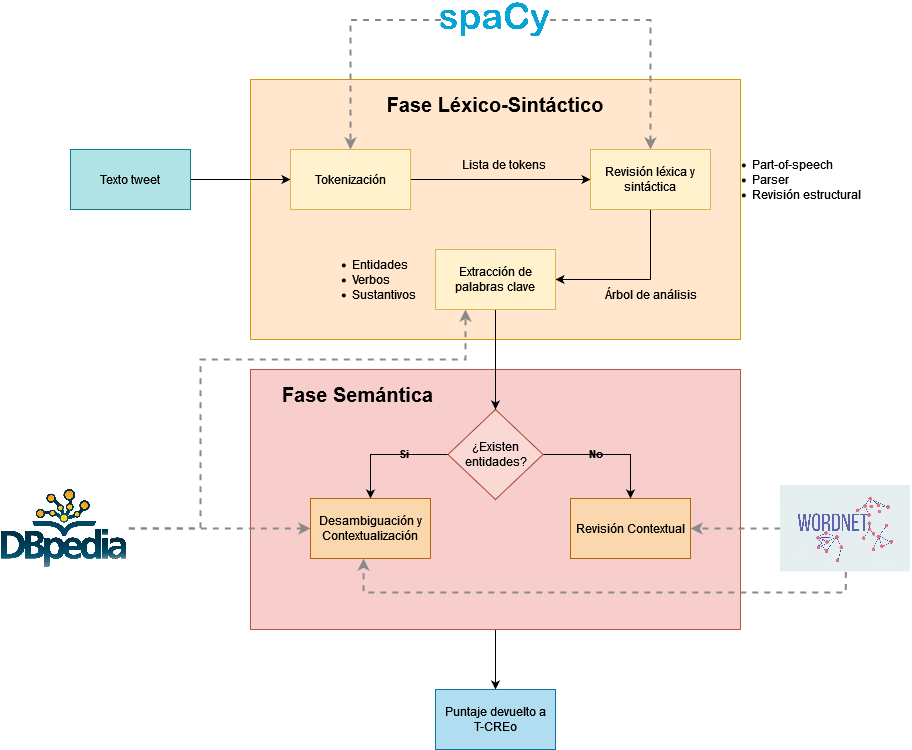 spaCy
Fase Léxico-Sintáctico
Texto tweet
Tokenización
Lista de tokens
Revisión léxica y
sintáctica
Part-of-speech
Parser
Revisión estructural
Entidades
Verbos
Sustantivos
Extracción de
palabras clave
Árbol de análisis
Fase Semántica
¿Existen
entidades?
Si
No
DBpedia
Desambiguación y
Contextualización
Revisión Contextual
WORDNET
Puntaje devuelto a
T-CREo